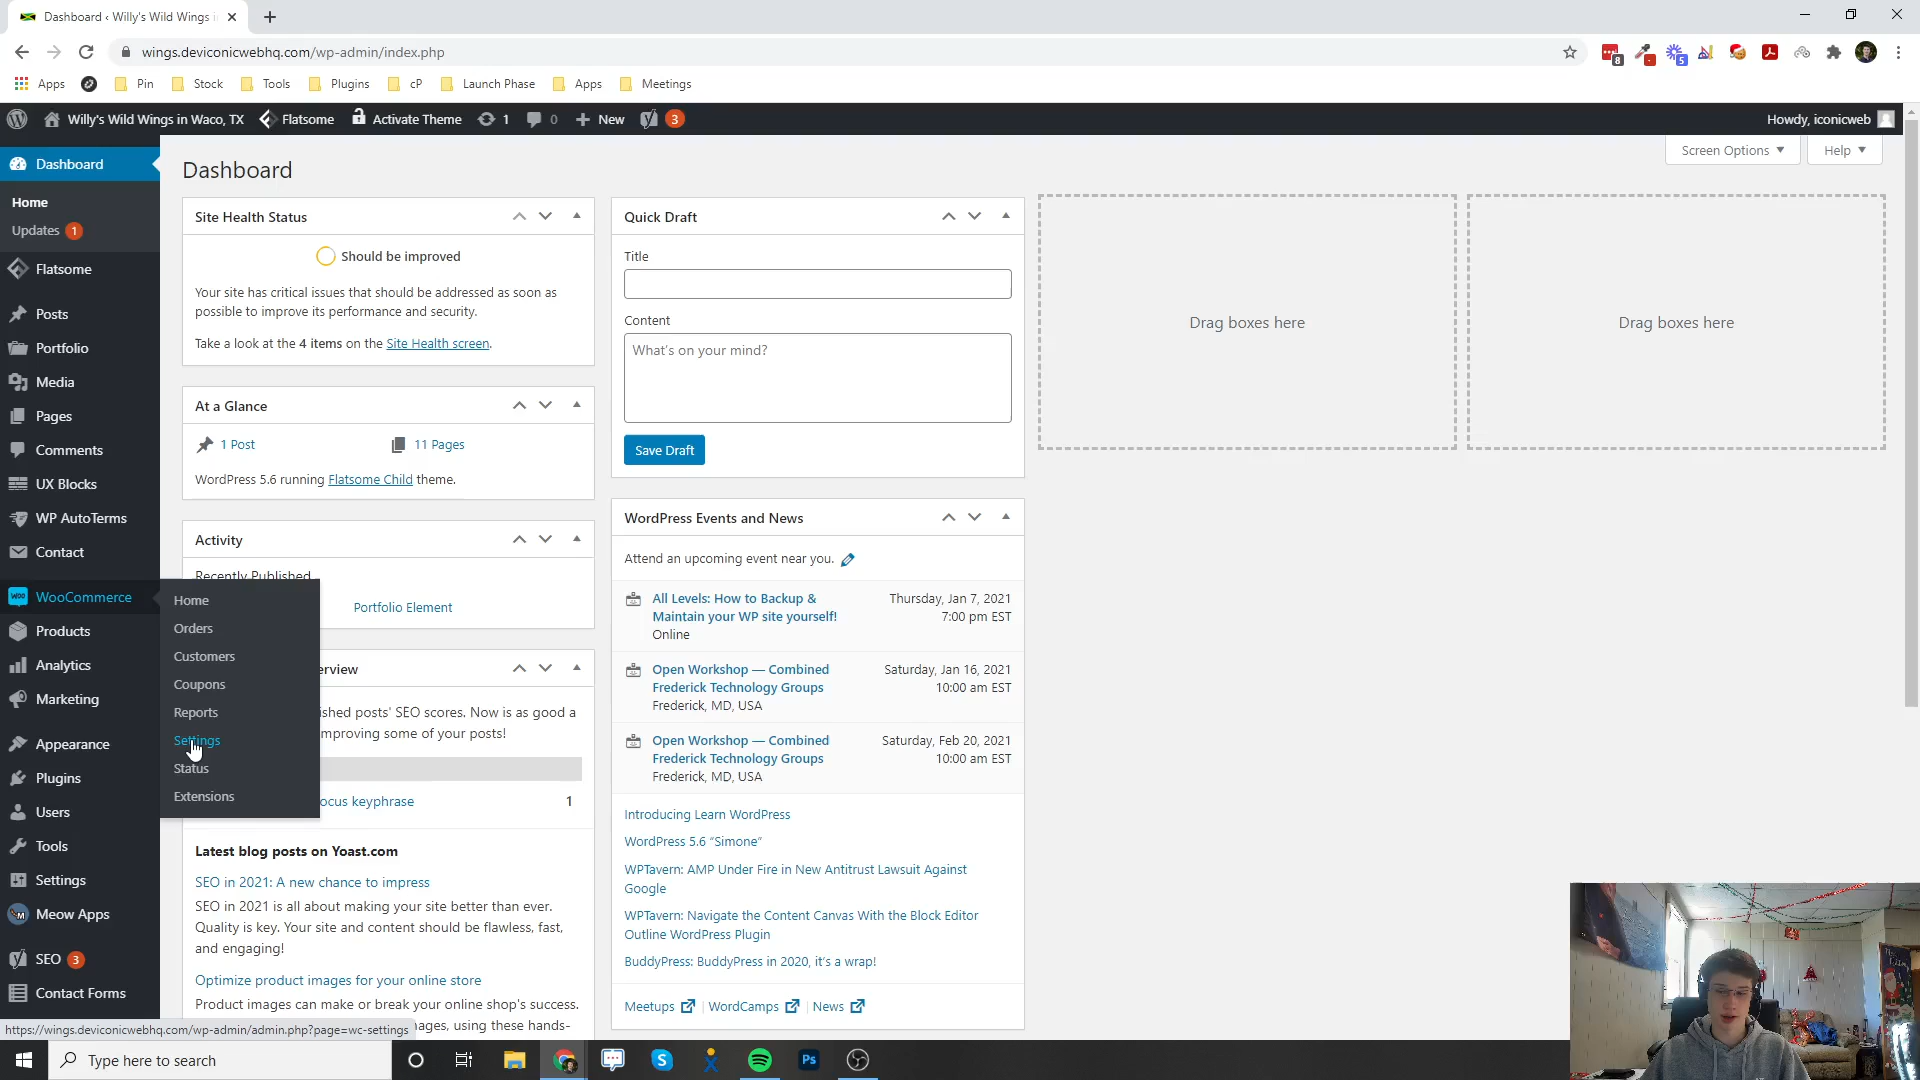 Dashboard ‹ Willy's Wild Wings i
wings.deviconicwebhq.com/wp-admin/index.php
8
5
Apps
Pin
Stock
Tools
Plugins
cP
Launch Phase
Apps
Meetings
Willy's Wild Wings in Waco, TX
Flatsome
Activate Theme
1
0
New
3
Howdy, iconicweb
Dashboard
Home
Updates 1
Flatsome
Posts
Portfolio
Media
Pages
Comments
UX Blocks
WP AutoTerms
Contact
WooCommerce
Products
Analytics
Marketing
Appearance
Plugins
Users
Tools
Settings
Meow Apps
SEO 3
Contact Forms
Home
Orders
Customers
Coupons
Reports
Settings
Status
Extensions
Dashboard
Screen Options
Help
Site Health Status
Should be improved
Your site has critical issues that should be addressed as soon as
possible to improve its performance and security.
Take a look at the 4 items on the Site Health screen.
At a Glance
1 Post
11 Pages
WordPress 5.6 running Flatsome Child theme.
Activity
Recently Published
Portfolio Element
erview
ished posts' SEO scores. Now is as good a
mproving some of your posts!
ocus keyphrase
1
Latest blog posts on Yoast.com
SEO in 2021: A new chance to impress
SEO in 2021 is all about making your site better than ever.
Quality is key. Your site and content should be flawless, fast,
and engaging!
Optimize product images for your online store
Product images can make or break your online shop's success.
nages, using these hands-
Quick Draft
Title
Content
What's on your mind?
Save Draft
WordPress Events and News
Attend an upcoming event near you.
All Levels: How to Backup &
Maintain your WP site yourself!
Online
Thursday, Jan 7, 2021
7:00 pm EST
Open Workshop — Combined
Frederick Technology Groups
Frederick, MD, USA
Saturday, Jan 16, 2021
10:00 am EST
Open Workshop — Combined
Frederick Technology Groups
Frederick, MD, USA
Saturday, Feb 20, 2021
10:00 am EST
Introducing Learn WordPress
WordPress 5.6 “Simone”
WPTavern: AMP Under Fire in New Antitrust Lawsuit Against
Google
WPTavern: Navigate the Content Canvas With the Block Editor
Outline WordPress Plugin
BuddyPress: BuddyPress in 2020, it's a wrap!
Meetups | WordCamps | News
Drag boxes here
Drag boxes here
https://wings.deviconicwebhq.com/wp-admin/admin.php?page=wc-settings
Type here to search
Ps